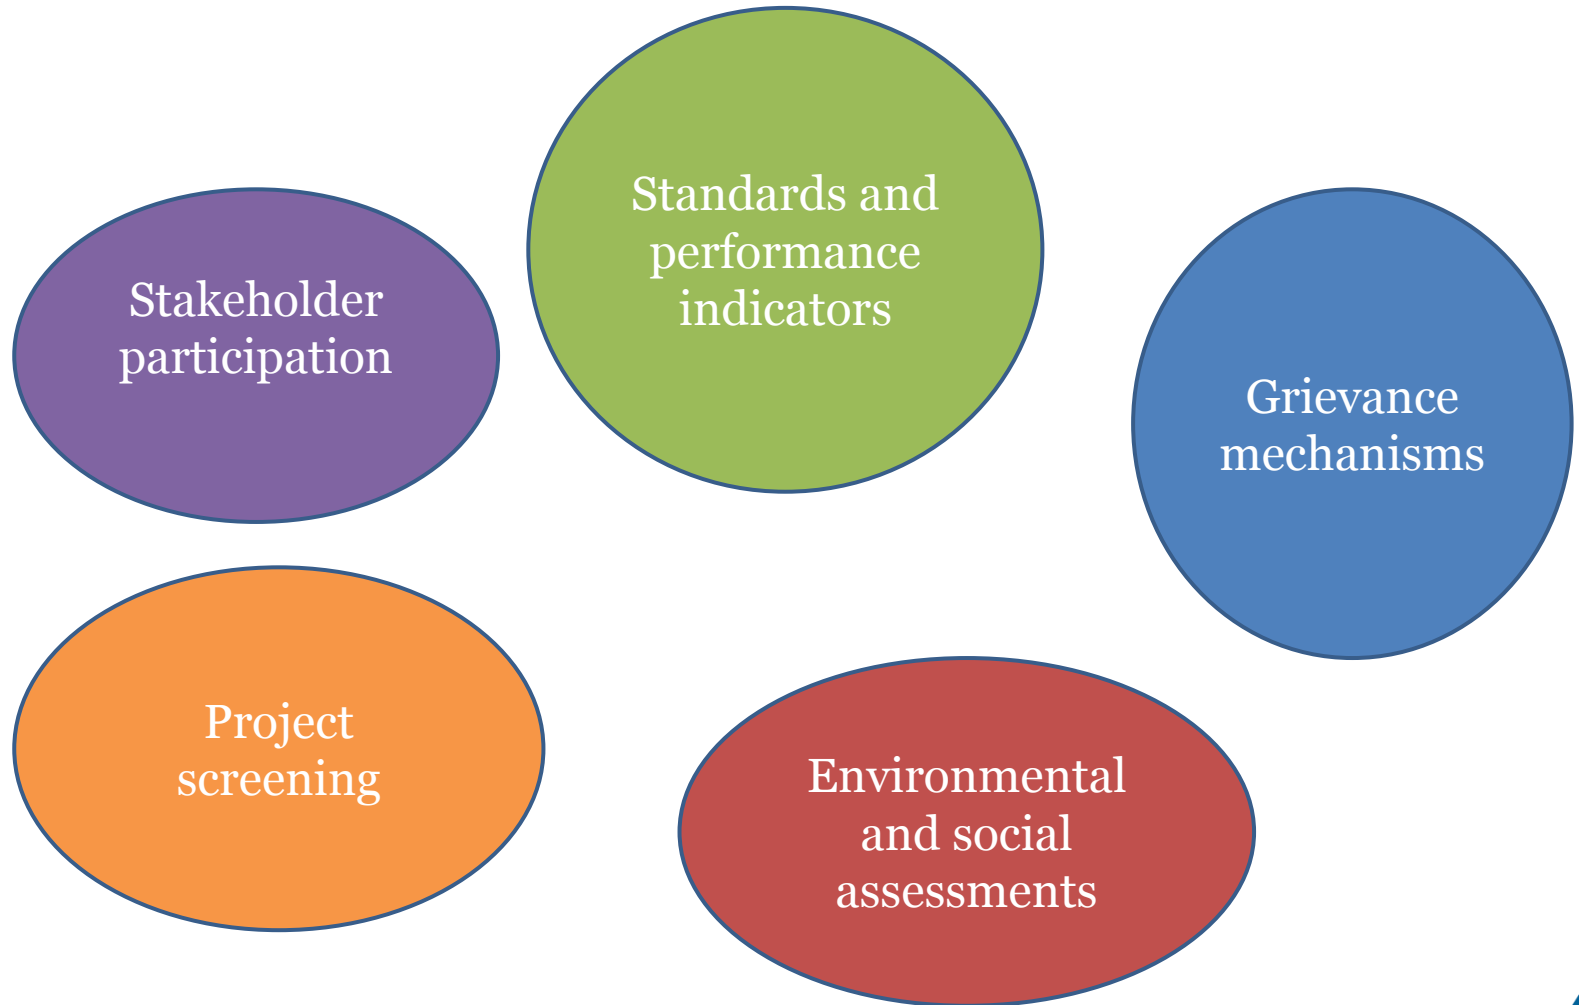 Standards and
performance
indicators
Stakeholder
participation
Grievance
mechanisms
Project
screening
Environmental
and social
assessments